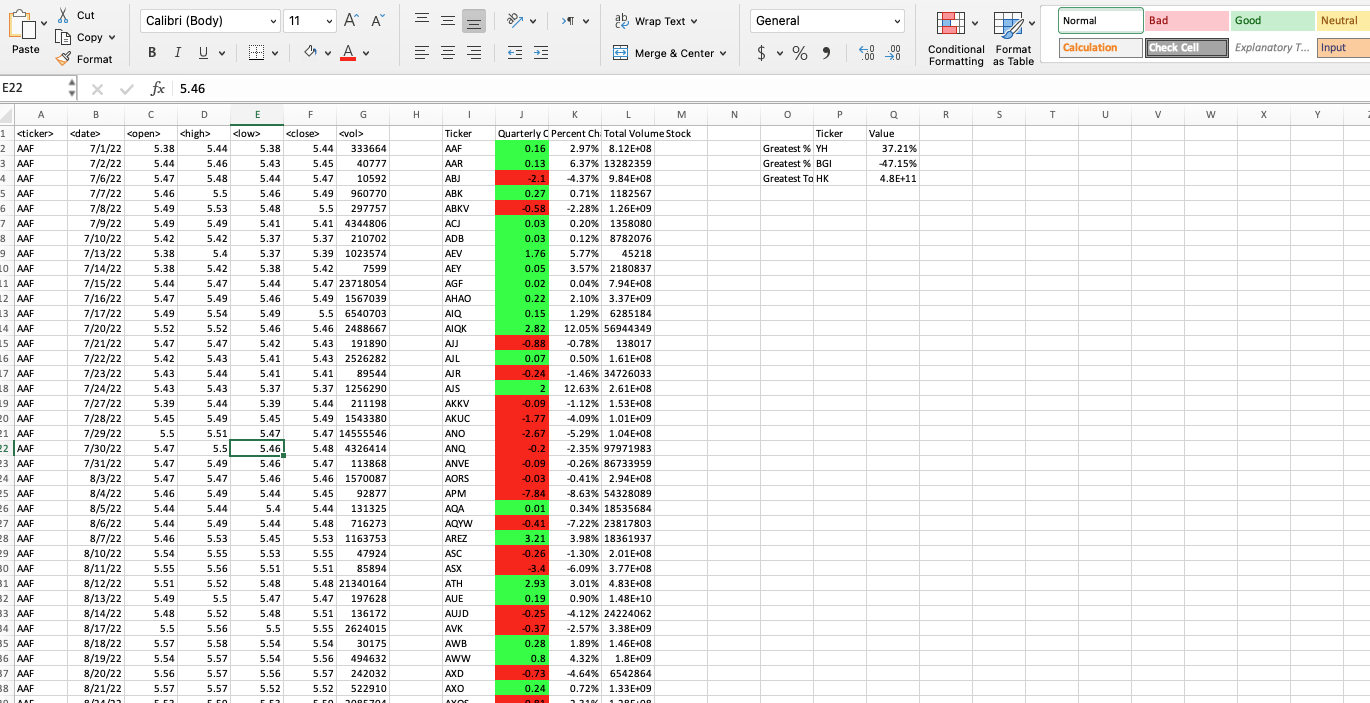 Cut Calibri (Body) 11 A A Wrap Text General Normal Bad Good Neutral
Paste Copy Format B I U A Merge & Center $ % Conditional Formatting Format as Table Calculation Check Cell Explanatory T... Input
E22 fx 5.46
A B C D E F G H I J K L M N O P Q R S T U V W X Y
1 <ticker> <date> <open> <high> <low> <close> <vol> Ticker Quarterly C Percent Ch Total Volume Stock Ticker Value
2 AAF 7/1/22 5.38 5.44 5.38 5.44 333664 AAF 0.16 2.97% 8.12E+08 Greatest % YH 37.21%
3 AAF 7/2/22 5.44 5.46 5.43 5.45 40777 AAR 0.13 6.37% 13282359 Greatest % BGI -47.15%
4 AAF 7/6/22 5.47 5.48 5.44 5.47 10592 ABJ -2.1 -4.37% 9.84E+08 Greatest To HK 4.8E+11
5 AAF 7/7/22 5.46 5.5 5.46 5.49 960770 ABK 0.27 0.71% 1182567
6 AAF 7/8/22 5.49 5.53 5.48 5.5 297757 ABKV -0.58 -2.28% 1.26E+09
7 AAF 7/9/22 5.49 5.49 5.41 5.41 4344806 ACJ 0.03 0.20% 1358080
8 AAF 7/10/22 5.42 5.42 5.37 5.37 210702 ADB 0.03 0.12% 8782076
9 AAF 7/13/22 5.38 5.4 5.37 5.39 1023574 AEV 1.76 5.77% 45218
10 AAF 7/14/22 5.38 5.42 5.38 5.42 7599 AEY 0.05 3.57% 2180837
11 AAF 7/15/22 5.44 5.47 5.44 5.47 23718054 AGF 0.02 0.04% 7.94E+08
12 AAF 7/16/22 5.47 5.49 5.46 5.49 1567039 AHAO 0.22 2.10% 3.37E+09
13 AAF 7/17/22 5.49 5.54 5.49 5.5 6540703 AIQ 0.15 1.29% 6285184
14 AAF 7/20/22 5.52 5.52 5.46 5.46 2488667 AIQK 2.82 12.05% 56944349
15 AAF 7/21/22 5.47 5.47 5.42 5.43 191890 AJJ -0.88 -0.78% 138017
16 AAF 7/22/22 5.42 5.43 5.41 5.43 2526282 AJL 0.07 0.50% 1.61E+08
17 AAF 7/23/22 5.43 5.44 5.41 5.41 89544 AJR -0.24 -1.46% 34726033
18 AAF 7/24/22 5.43 5.43 5.37 5.37 1256290 AJS 2 12.63% 2.61E+08
19 AAF 7/27/22 5.39 5.44 5.39 5.44 211198 AKKV -0.09 -1.12% 1.53E+08
20 AAF 7/28/22 5.45 5.49 5.45 5.49 1543380 AKUC -1.77 -4.09% 1.01E+09
21 AAF 7/29/22 5.5 5.51 5.47 5.47 14555546 ANO -2.67 -5.29% 1.04E+08
22 AAF 7/30/22 5.47 5.5 5.46 5.48 4326414 ANQ -0.2 -2.35% 97971983
23 AAF 7/31/22 5.47 5.49 5.46 5.47 113868 ANVE -0.09 -0.26% 86733959
24 AAF 8/3/22 5.47 5.47 5.46 5.46 1570087 AORS -0.03 -0.41% 2.94E+08
25 AAF 8/4/22 5.46 5.49 5.44 5.45 92877 APM -7.84 -8.63% 54328089
26 AAF 8/5/22 5.44 5.44 5.4 5.44 131325 AQA 0.01 0.34% 18535684
27 AAF 8/6/22 5.44 5.49 5.44 5.48 716273 AQYW -0.41 -7.22% 23817803
28 AAF 8/7/22 5.46 5.53 5.45 5.53 1163753 AREZ 3.21 3.98% 18361937
29 AAF 8/10/22 5.54 5.55 5.53 5.55 47924 ASC -0.26 -1.30% 2.01E+08
30 AAF 8/11/22 5.55 5.56 5.51 5.51 85894 ASX -3.4 -6.09% 3.77E+08
31 AAF 8/12/22 5.51 5.52 5.48 5.48 21340164 ATH 2.93 3.01% 4.83E+08
32 AAF 8/13/22 5.49 5.5 5.47 5.47 197628 AUE 0.19 0.90% 1.48E+10
33 AAF 8/14/22 5.48 5.52 5.48 5.51 136172 AUJD -0.25 -4.12% 24224062
34 AAF 8/17/22 5.5 5.56 5.5 5.55 2624015 AVK -0.37 -2.57% 3.38E+09
35 AAF 8/18/22 5.57 5.58 5.54 5.54 30175 AWB 0.28 1.89% 1.46E+08
36 AAF 8/19/22 5.54 5.57 5.54 5.56 494632 AWW 0.8 4.32% 1.8E+09
37 AAF 8/20/22 5.56 5.57 5.56 5.57 242032 AXD -0.73 -4.64% 6542864
38 AAF 8/21/22 5.57 5.57 5.52 5.52 522910 AXO 0.24 0.72% 1.33E+09